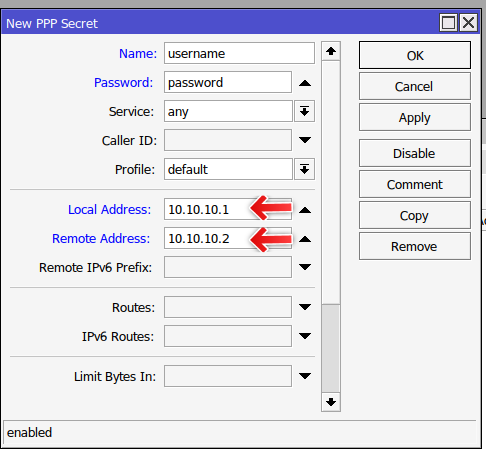 New PPP Secret
Name: username
Password: password
Service: any
Caller ID:
Profile: default
Local Address: 10.10.10.1
Remote Address: 10.10.10.2
Remote IPv6 Prefix:
Routes:
IPv6 Routes:
Limit Bytes In:
OK
Cancel
Apply
Disable
Comment
Copy
Remove
enabled